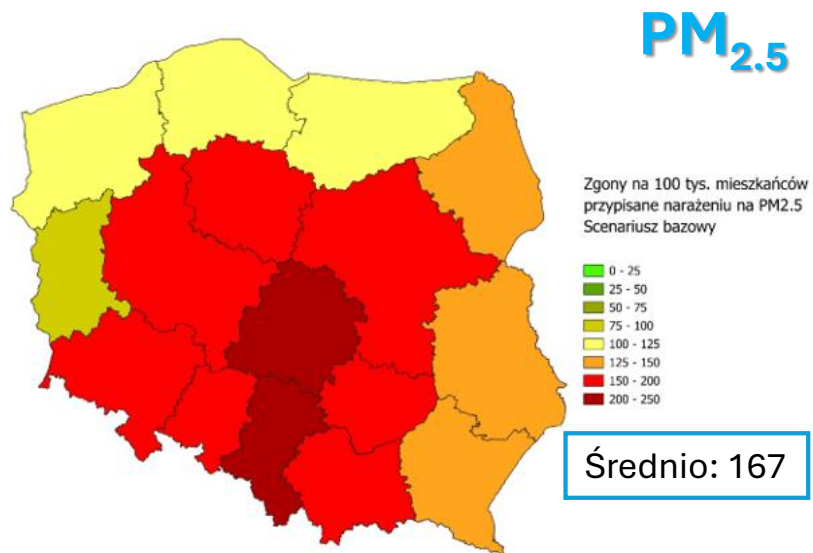 PM2.5
Zgony na 100 tys. mieszkańców
przypisane narażeniu na PM2.5
Scenariusz bazowy
0 - 25
25 - 50
50 - 75
75 - 100
100 - 125
125 - 150
150 - 200
200 - 250
Średnio: 167